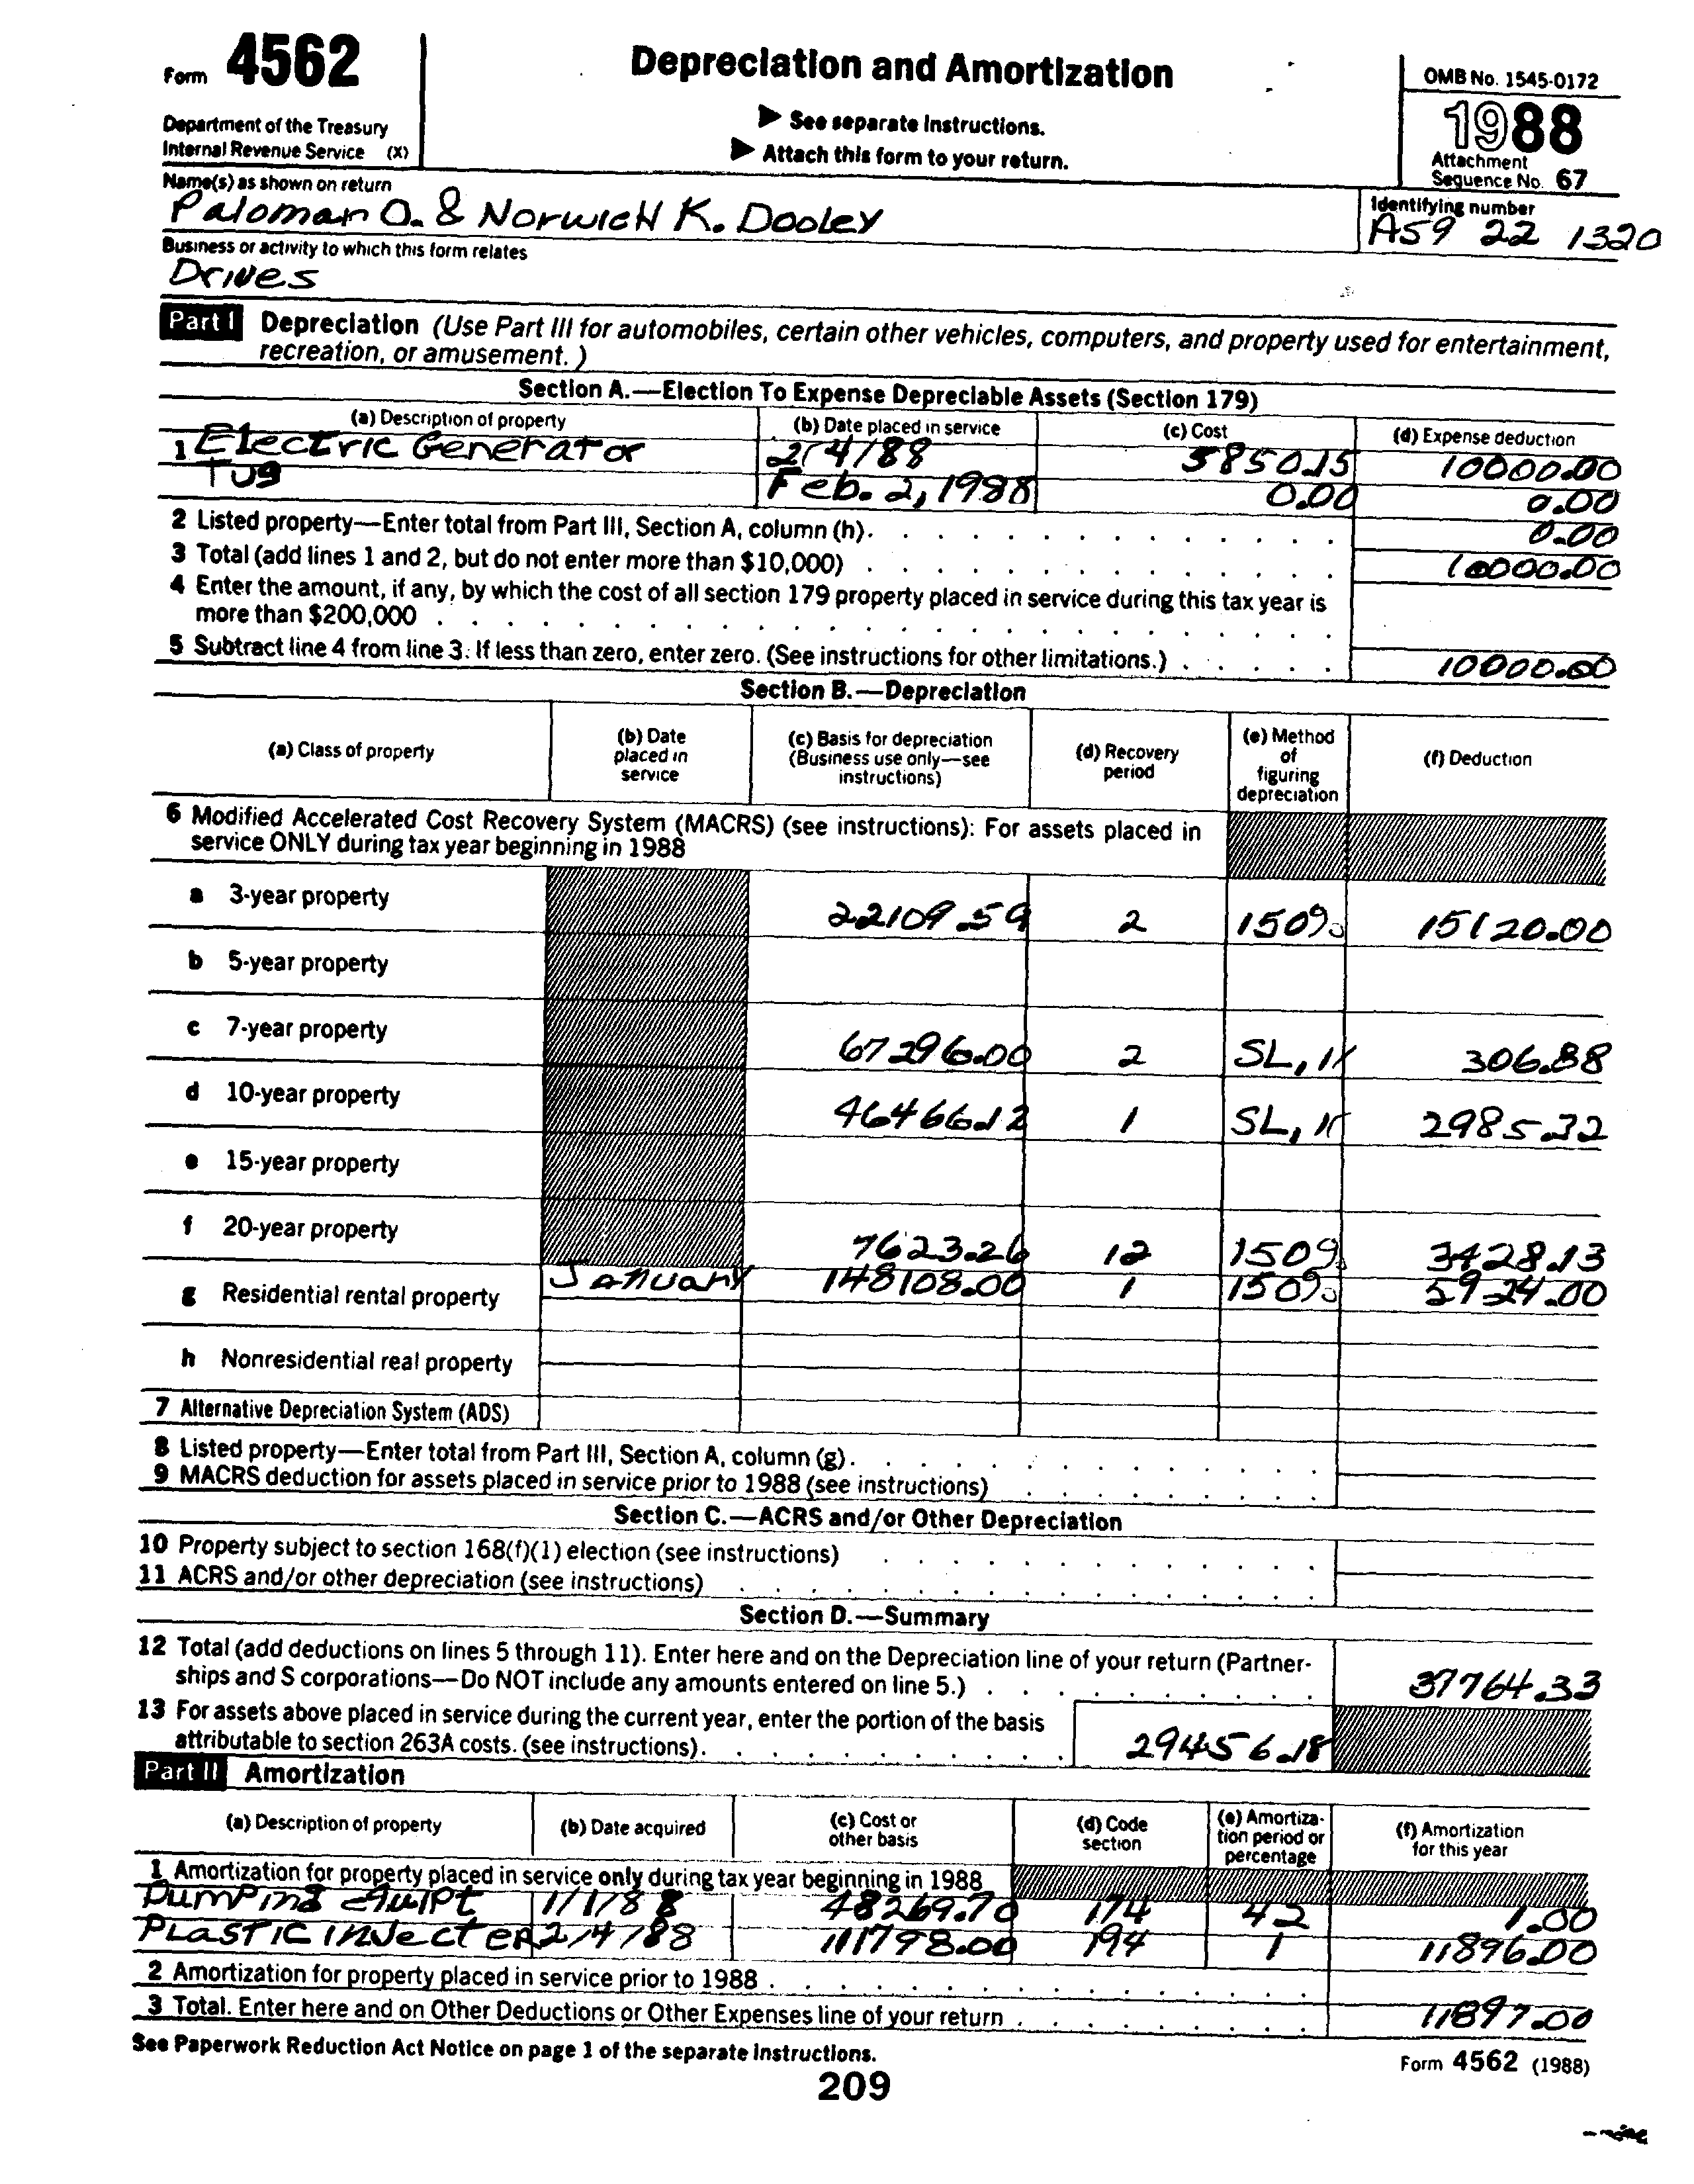 Form 4562
Department of the Treasury
Internal Revenue Service (X)
Depreciation and Amortization
▶ See separate Instructions.
▶ Attach this form to your return.
OMB No. 1545-0172
1988
Attachment
Sequence No. 67
Name(s) as shown on return
Paloman O. & Norwich K. Dooley
Identifying number
A59 22 1320
Business or activity to which this form relates
Drives
Part I Depreciation (Use Part III for automobiles, certain other vehicles, computers, and property used for entertainment,
recreation, or amusement.)
Section A.—Election To Expense Depreciable Assets (Section 179)
(a) Description of property (b) Date placed in service (c) Cost (d) Expense deduction
1 Electric Generator 2/4/88 5850.15 10000.00
Tug Feb. 2, 1988 0.00 0.00
2 Listed property—Enter total from Part III, Section A, column (h). 0.00
3 Total (add lines 1 and 2, but do not enter more than $10,000) 10000.00
4 Enter the amount, if any, by which the cost of all section 179 property placed in service during this tax year is
more than $200,000
5 Subtract line 4 from line 3. If less than zero, enter zero. (See instructions for other limitations.) 10000.00
Section B.—Depreciation
(a) Class of property (b) Date placed in service (c) Basis for depreciation (Business use only—see instructions) (d) Recovery period (e) Method of figuring depreciation (f) Deduction
6 Modified Accelerated Cost Recovery System (MACRS) (see instructions): For assets placed in
service ONLY during tax year beginning in 1988
a 3-year property 22109.59 2 150% 15120.00
b 5-year property
c 7-year property 67296.00 2 SL, 306.88
d 10-year property 46466.12 1 SL, 2985.32
e 15-year property
f 20-year property 7623.26 12 150% 3428.13
g Residential rental property January 148108.00 1 150% 5924.00
h Nonresidential real property
7 Alternative Depreciation System (ADS)
8 Listed property—Enter total from Part III, Section A, column (g).
9 MACRS deduction for assets placed in service prior to 1988 (see instructions)
Section C.—ACRS and/or Other Depreciation
10 Property subject to section 168(f)(1) election (see instructions)
11 ACRS and/or other depreciation (see instructions)
Section D.—Summary
12 Total (add deductions on lines 5 through 11). Enter here and on the Depreciation line of your return (Partner-
ships and S corporations—Do NOT include any amounts entered on line 5.) 37764.33
13 For assets above placed in service during the current year, enter the portion of the basis
attributable to section 263A costs. (see instructions). 29456.18
Part II Amortization
(a) Description of property (b) Date acquired (c) Cost or other basis (d) Code section (e) Amortiza-tion period or percentage (f) Amortization for this year
1 Amortization for property placed in service only during tax year beginning in 1988
Pumping Equipt 1/1/88 48269.70 174 42 1.00
Plastic Injecter 2/4/88 111798.00 194 1 11896.00
2 Amortization for property placed in service prior to 1988
3 Total. Enter here and on Other Deductions or Other Expenses line of your return 11897.00
See Paperwork Reduction Act Notice on page 1 of the separate instructions.
Form 4562 (1988)
209